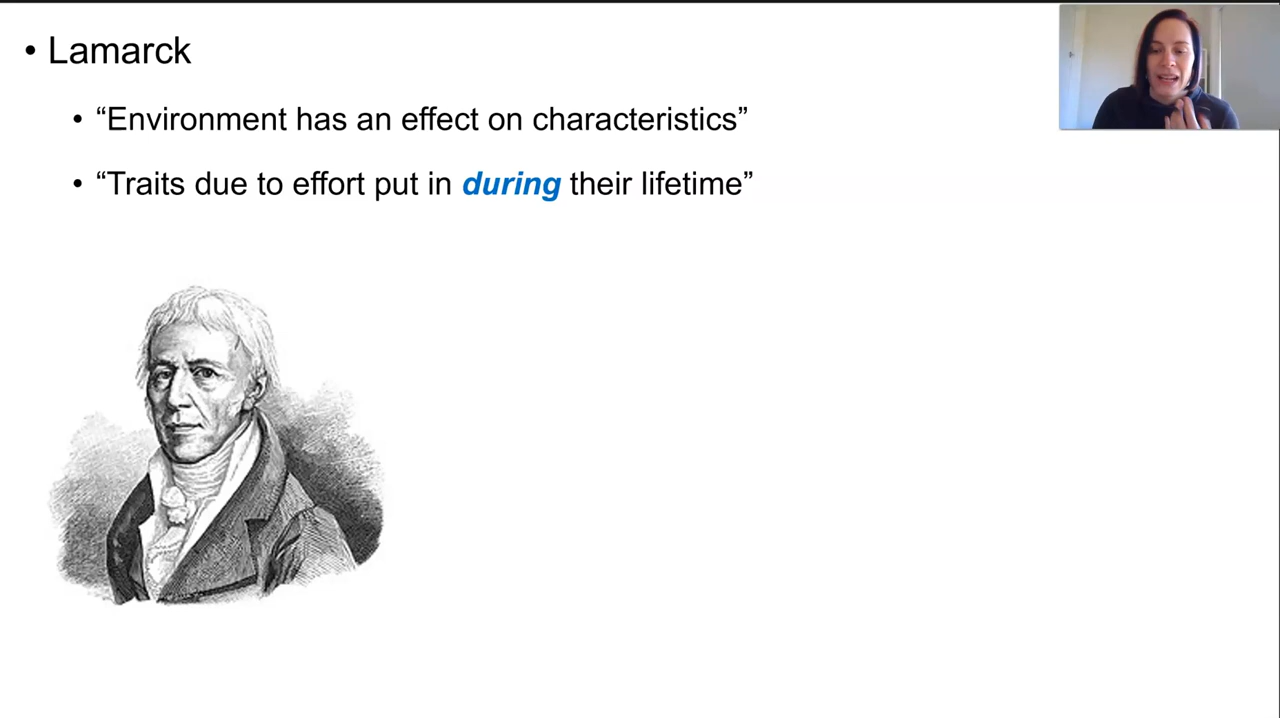 • Lamarck
• “Environment has an effect on characteristics”
• “Traits due to effort put in during their lifetime”